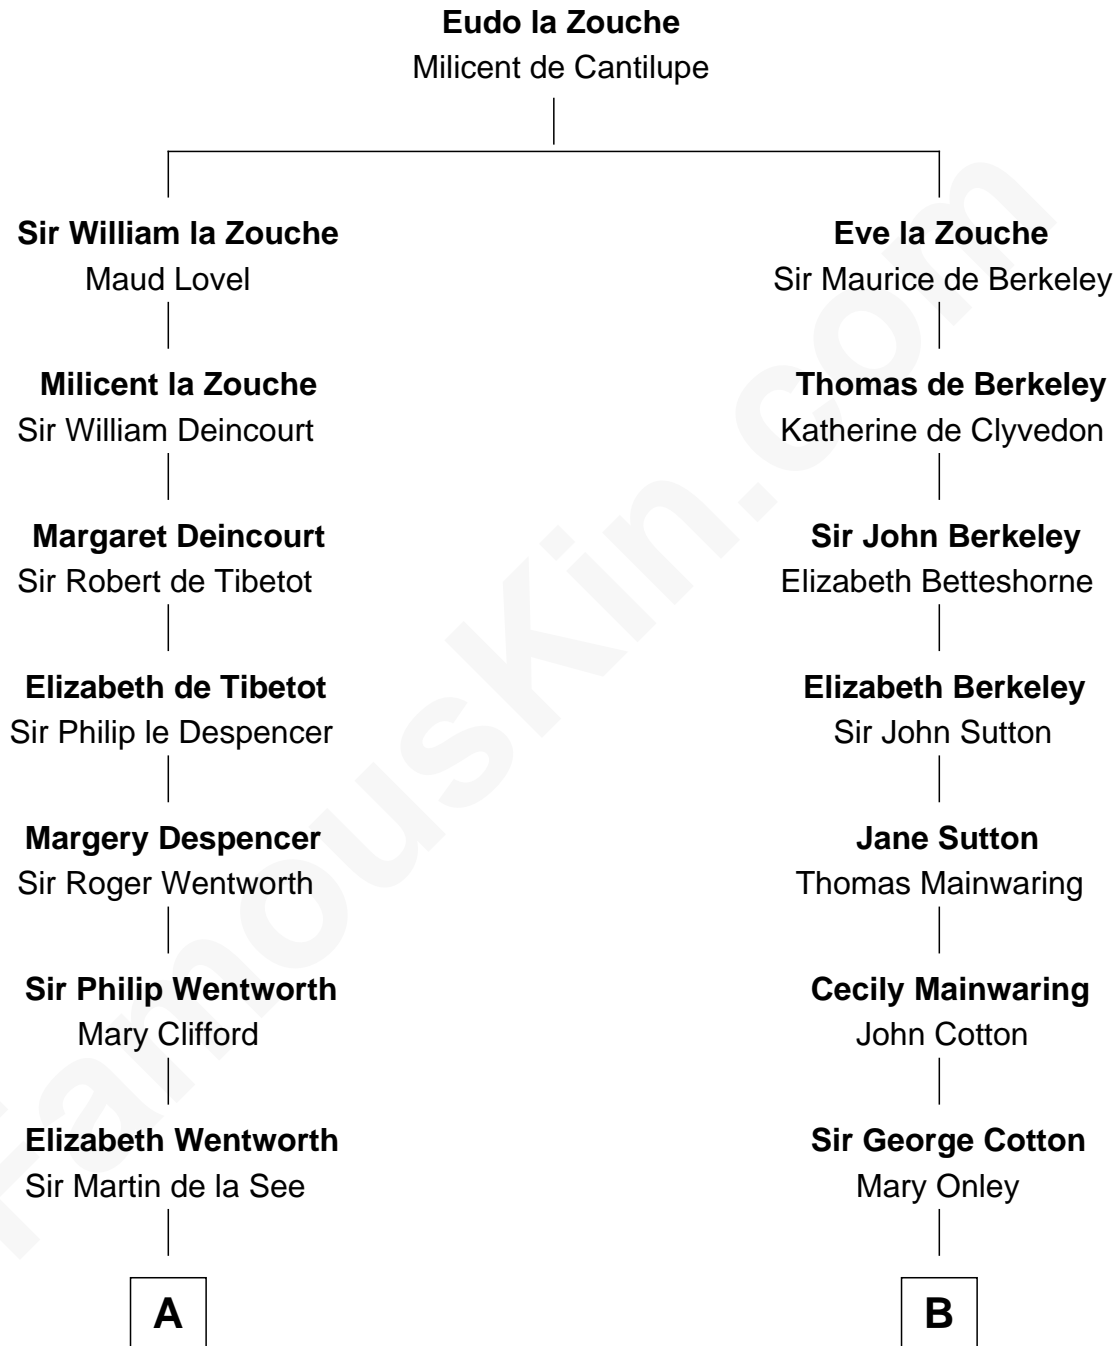 Eudo la Zouche
Milicent de Cantilupe
Sir William la Zouche
Maud Lovel
Milicent la Zouche
Sir William Deincourt
Margaret Deincourt
Sir Robert de Tibetot
Elizabeth de Tibetot
Sir Philip le Despencer
Margery Despencer
Sir Roger Wentworth
Sir Philip Wentworth
Mary Clifford
Elizabeth Wentworth
Sir Martin de la See
A
Eve la Zouche
Sir Maurice de Berkeley
Thomas de Berkeley
Katherine de Clyvedon
Sir John Berkeley
Elizabeth Betteshorne
Elizabeth Berkeley
Sir John Sutton
Jane Sutton
Thomas Mainwaring
Cecily Mainwaring
John Cotton
Sir George Cotton
Mary Onley
B
FamousKin.com